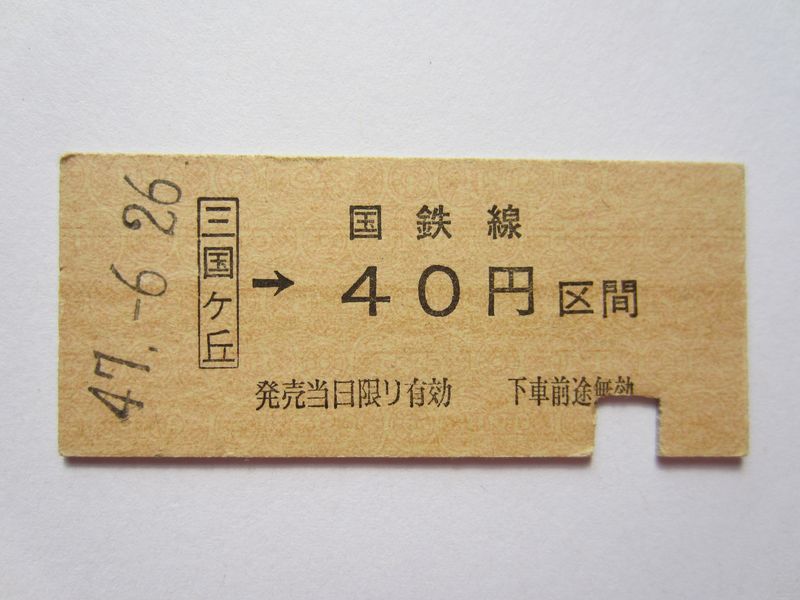 47.-6 26
三国ケ丘
国鉄線
→ 40円区間
発売当日限り有効 下車前途無効